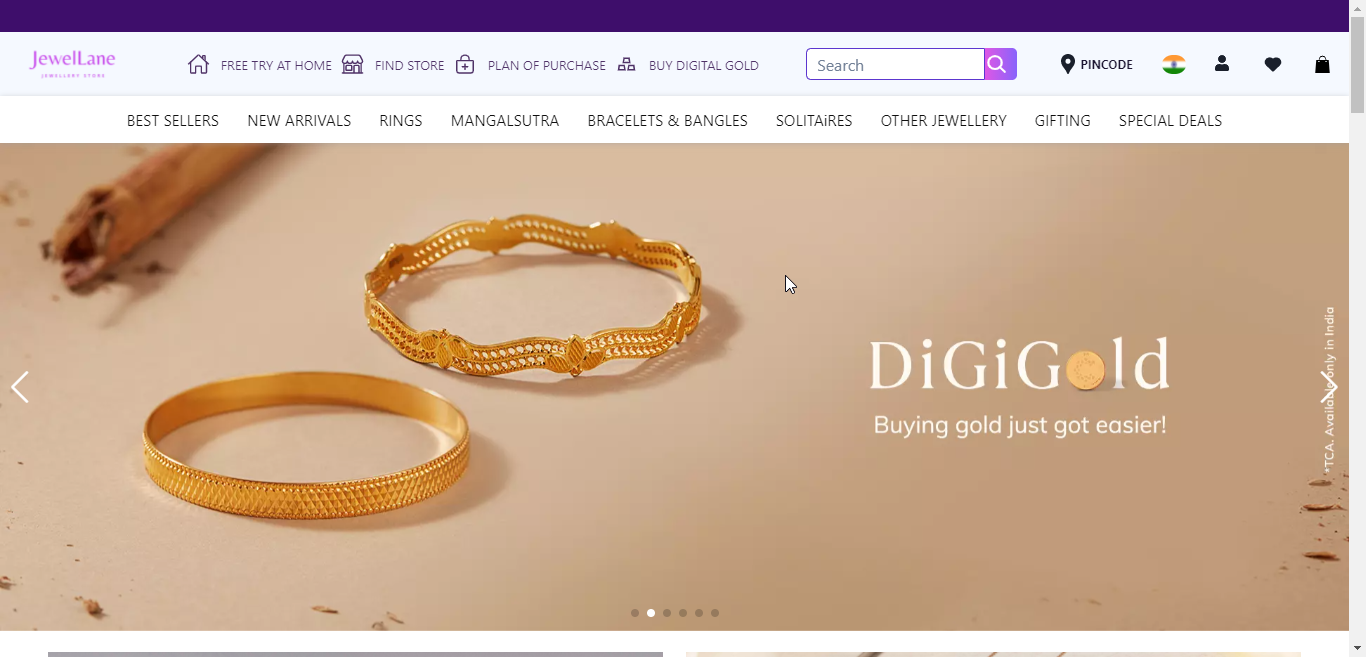 JewelLane
JEWELLERY STORE
FREE TRY AT HOME
FIND STORE
PLAN OF PURCHASE
BUY DIGITAL GOLD
Search
PINCODE
BEST SELLERS
NEW ARRIVALS
RINGS
MANGALSUTRA
BRACELETS & BANGLES
SOLITAiRES
OTHER JEWELLERY
GIFTING
SPECIAL DEALS
DiGiGold
Buying gold just got easier!
*TCA. Available only in India